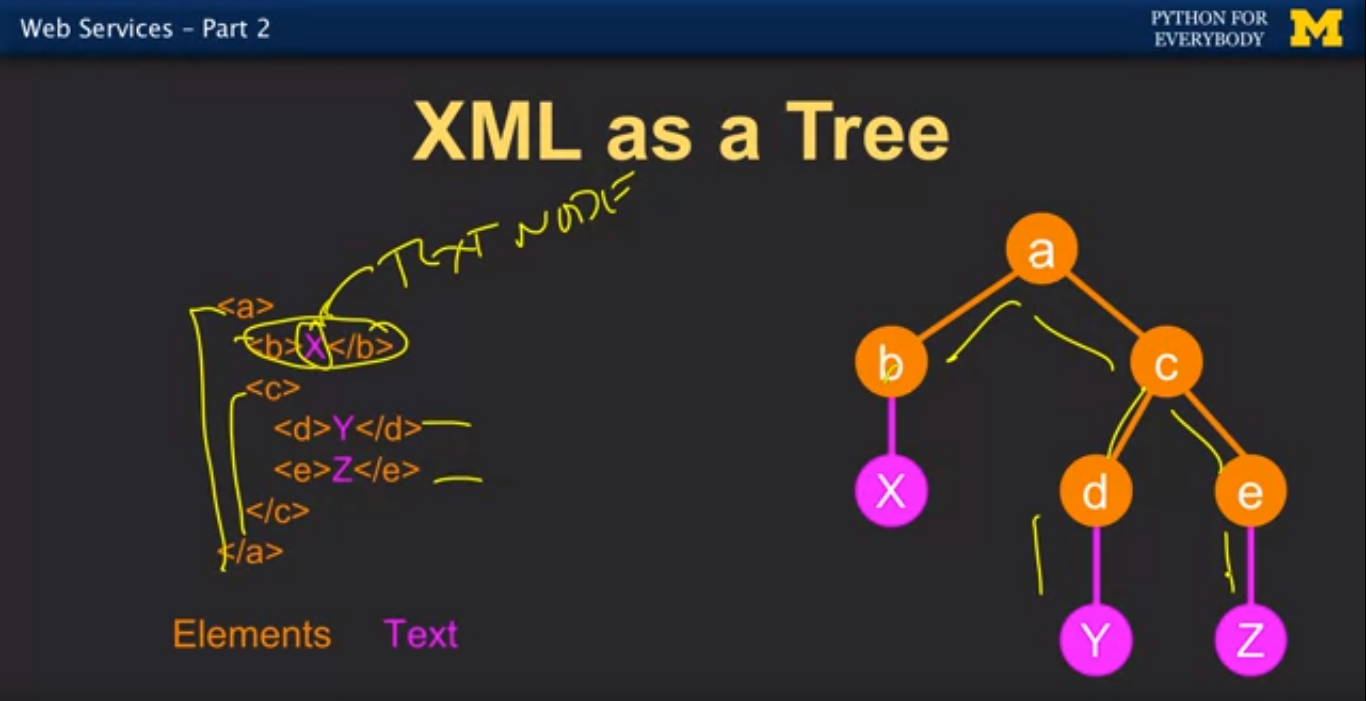 Web Services – Part 2
PYTHON FOR
EVERYBODY
M
XML as a Tree
TEXT NODE
<a>
<b>X</b>
<c>
<d>Y</d>
<e>Z</e>
</c>
</a>
Elements Text
a
b c
X d e
Y Z